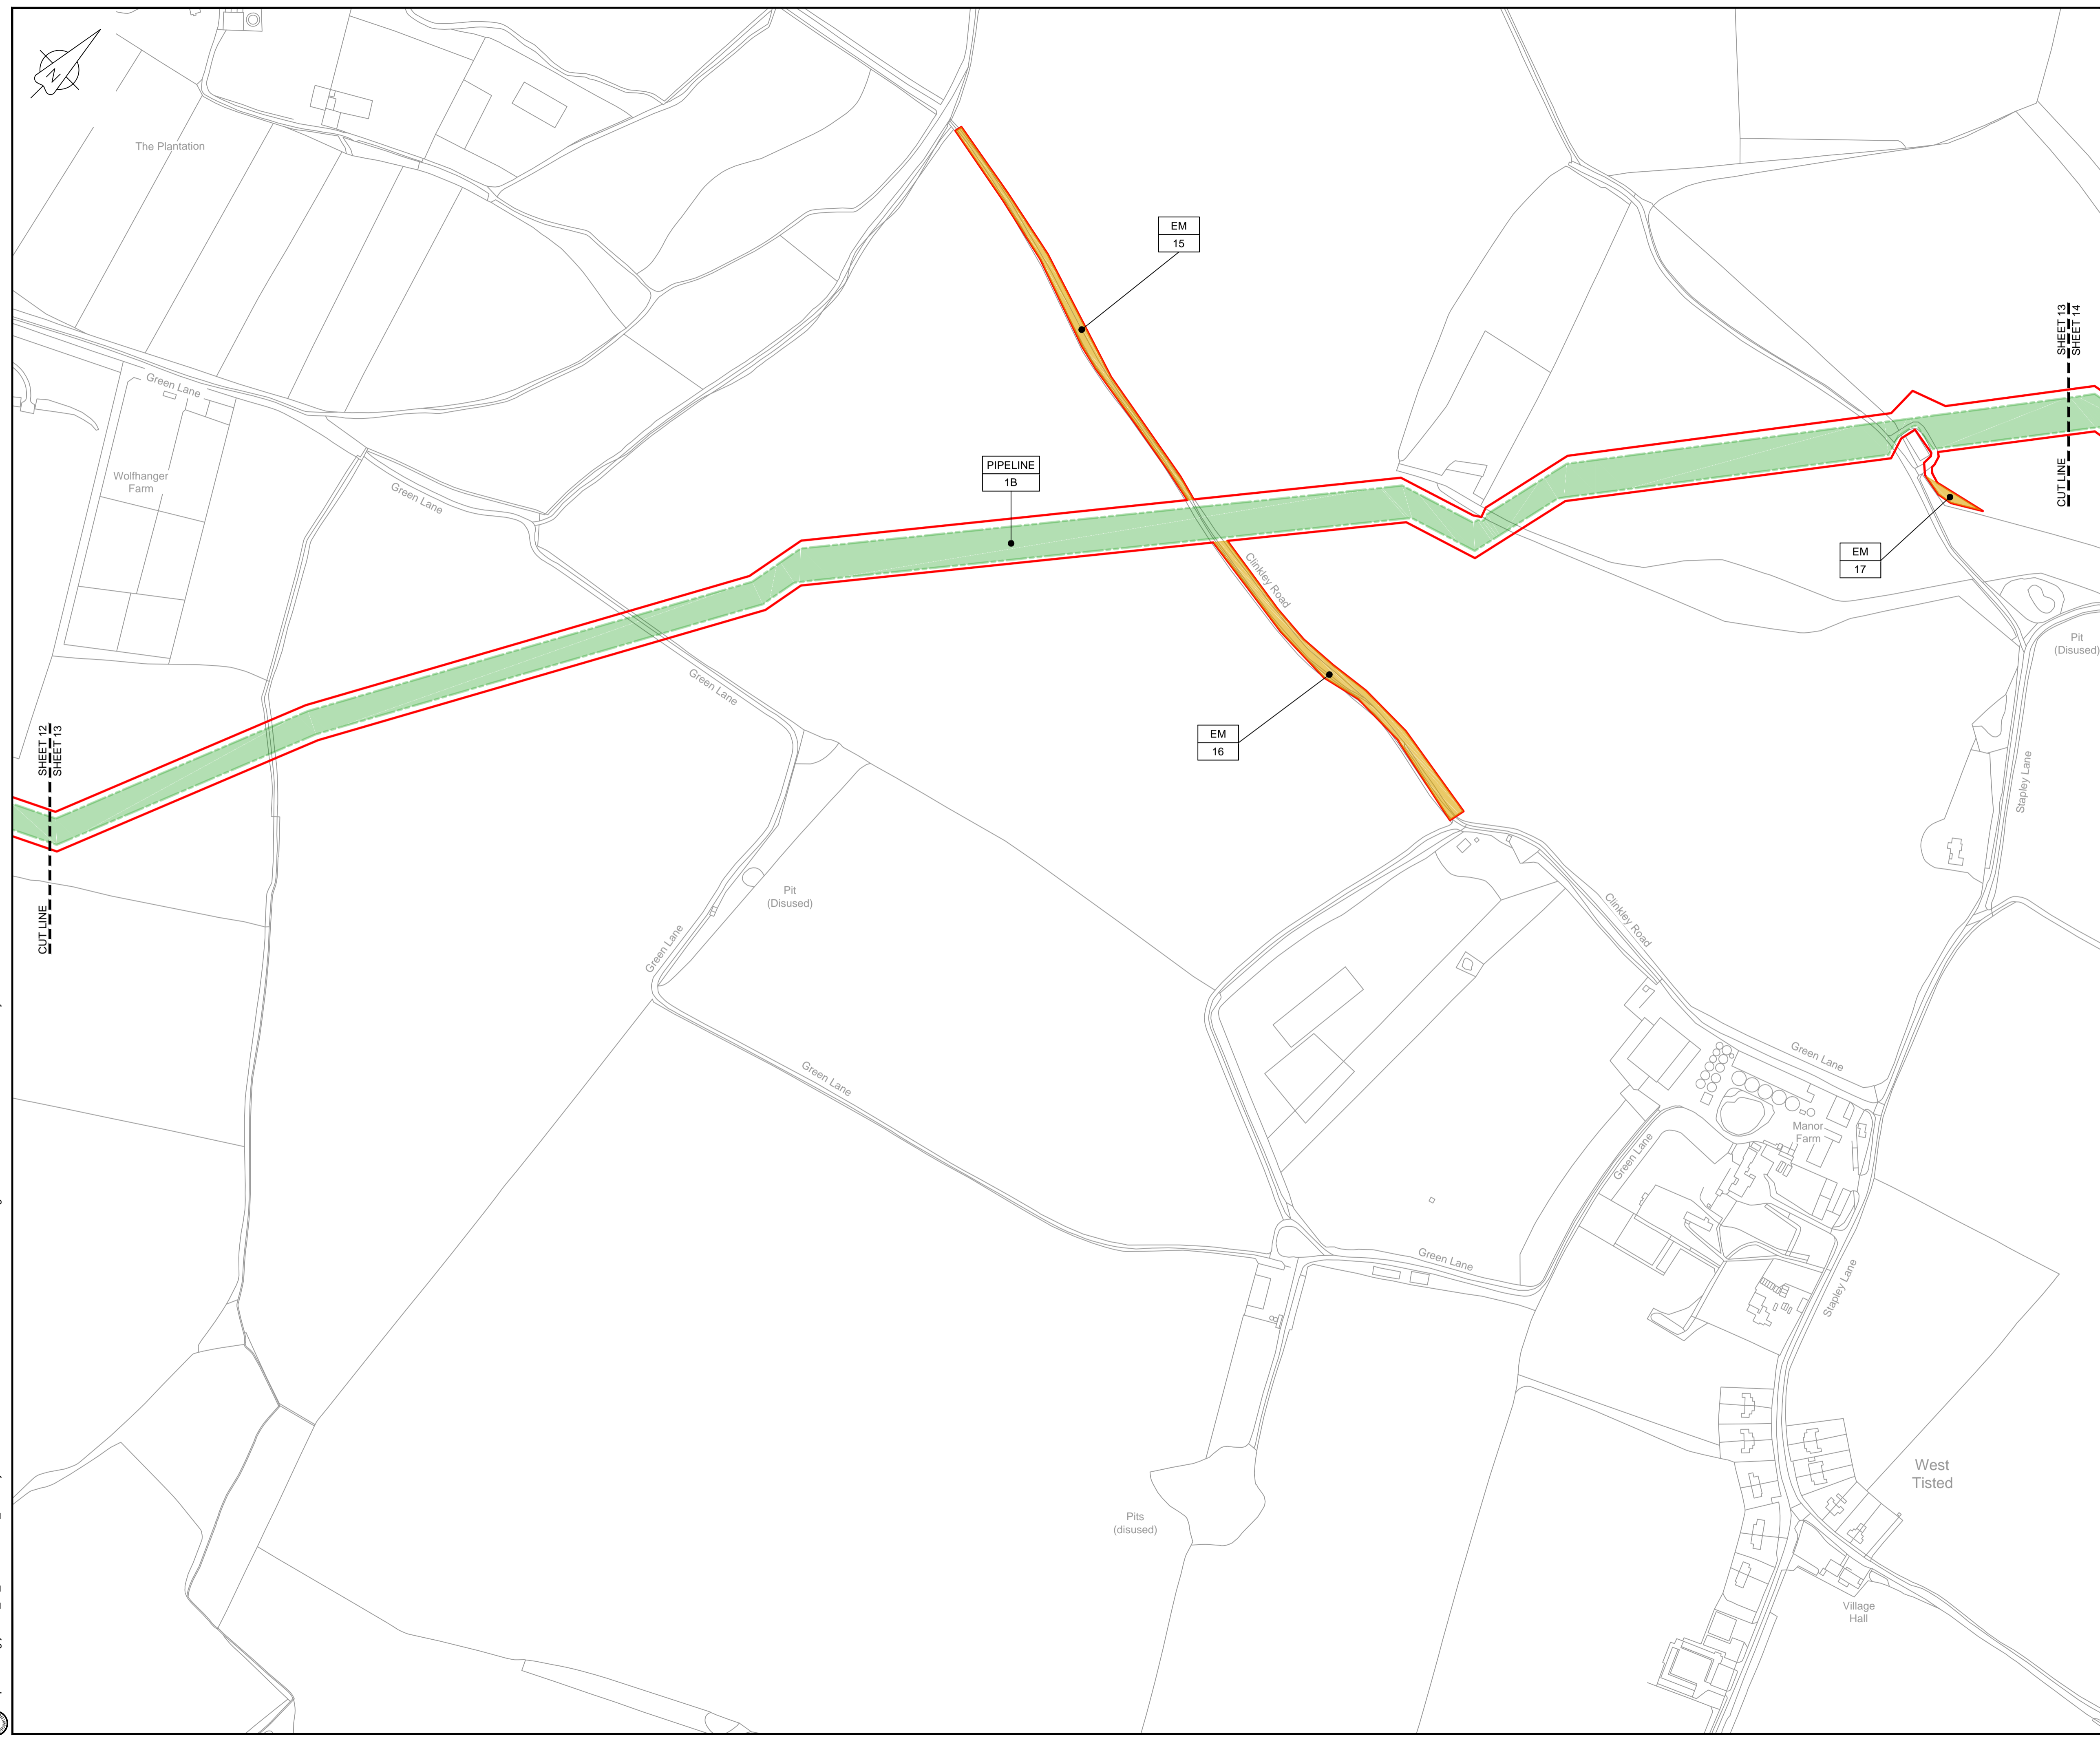 N
The Plantation
EM
15
SHEET 13
SHEET 14
CUT LINE
Green Lane
Wolfhanger
Farm
Green Lane
PIPELINE
1B
EM
17
Clinkley Road
Pit
(Disused)
Green Lane
SHEET 12
SHEET 13
CUT LINE
EM
16
Stapley Lane
Pit
(Disused)
Green Lane
Clinkley Road
Green Lane
Green Lane
Manor
Farm
Green Lane
Green Lane
Stapley Lane
West
Tisted
Pits
(disused)
Village
Hall